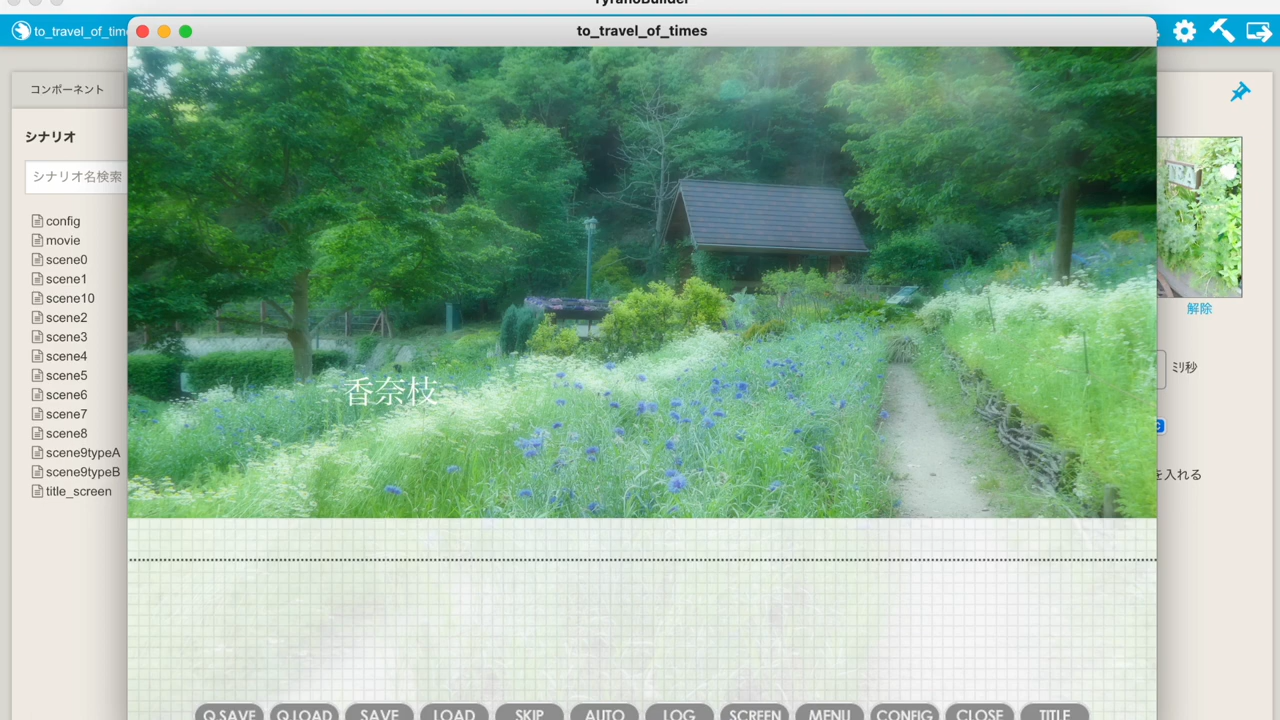 to_travel_of_tim
to_travel_of_times
コンポーネント
シナリオ
シナリオ名検索
config
movie
scene0
scene1
scene10
scene2
scene3
scene4
scene5
scene6
scene7
scene8
scene9typeA
scene9typeB
title_screen
解除
ミリ秒
を入れる
香奈枝
Q.SAVE
Q.LOAD
SAVE
LOAD
SKIP
AUTO
LOG
SCREEN
MENU
CONFIG
CLOSE
TITLE